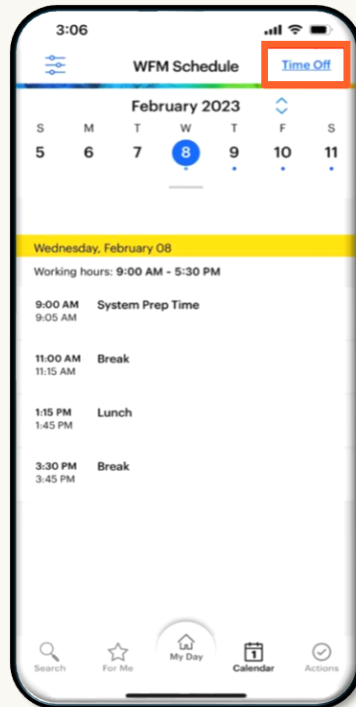 3:06
WFM Schedule Time Off
February 2023
S M T W T F S
5 6 7 8 9 10 11
Wednesday, February 08
Working hours: 9:00 AM - 5:30 PM
9:00 AM System Prep Time
9:05 AM
11:00 AM Break
11:15 AM
1:15 PM Lunch
1:45 PM
3:30 PM Break
3:45 PM
1
Search For Me My Day Calendar Actions